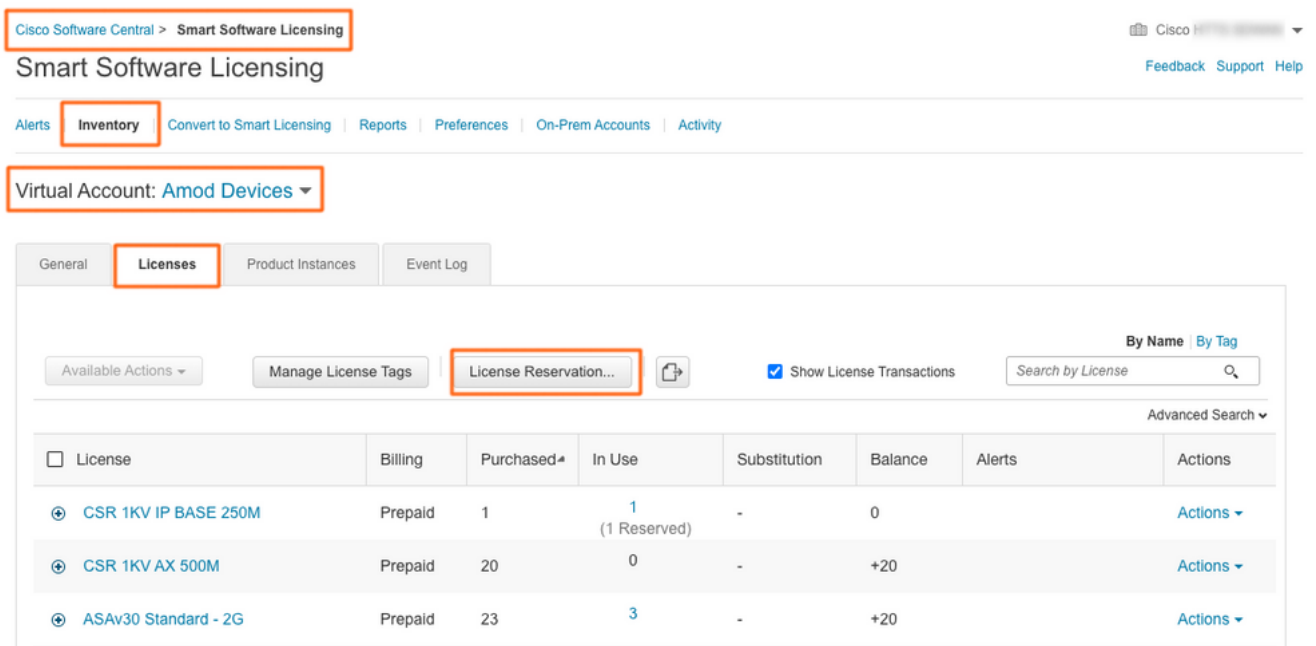 Cisco Software Central > Smart Software Licensing
Cisco
Smart Software Licensing
Feedback Support Help
Alerts | Inventory | Convert to Smart Licensing | Reports | Preferences | On-Prem Accounts | Activity
Virtual Account: Amod Devices
General Licenses Product Instances Event Log
By Name | By Tag
Available Actions Manage License Tags License Reservation... Show License Transactions Search by License
Advanced Search
License Billing Purchased In Use Substitution Balance Alerts Actions
CSR 1KV IP BASE 250M Prepaid 1 1 - 0 Actions
(1 Reserved)
CSR 1KV AX 500M Prepaid 20 0 - +20 Actions
ASAv30 Standard - 2G Prepaid 23 3 - +20 Actions